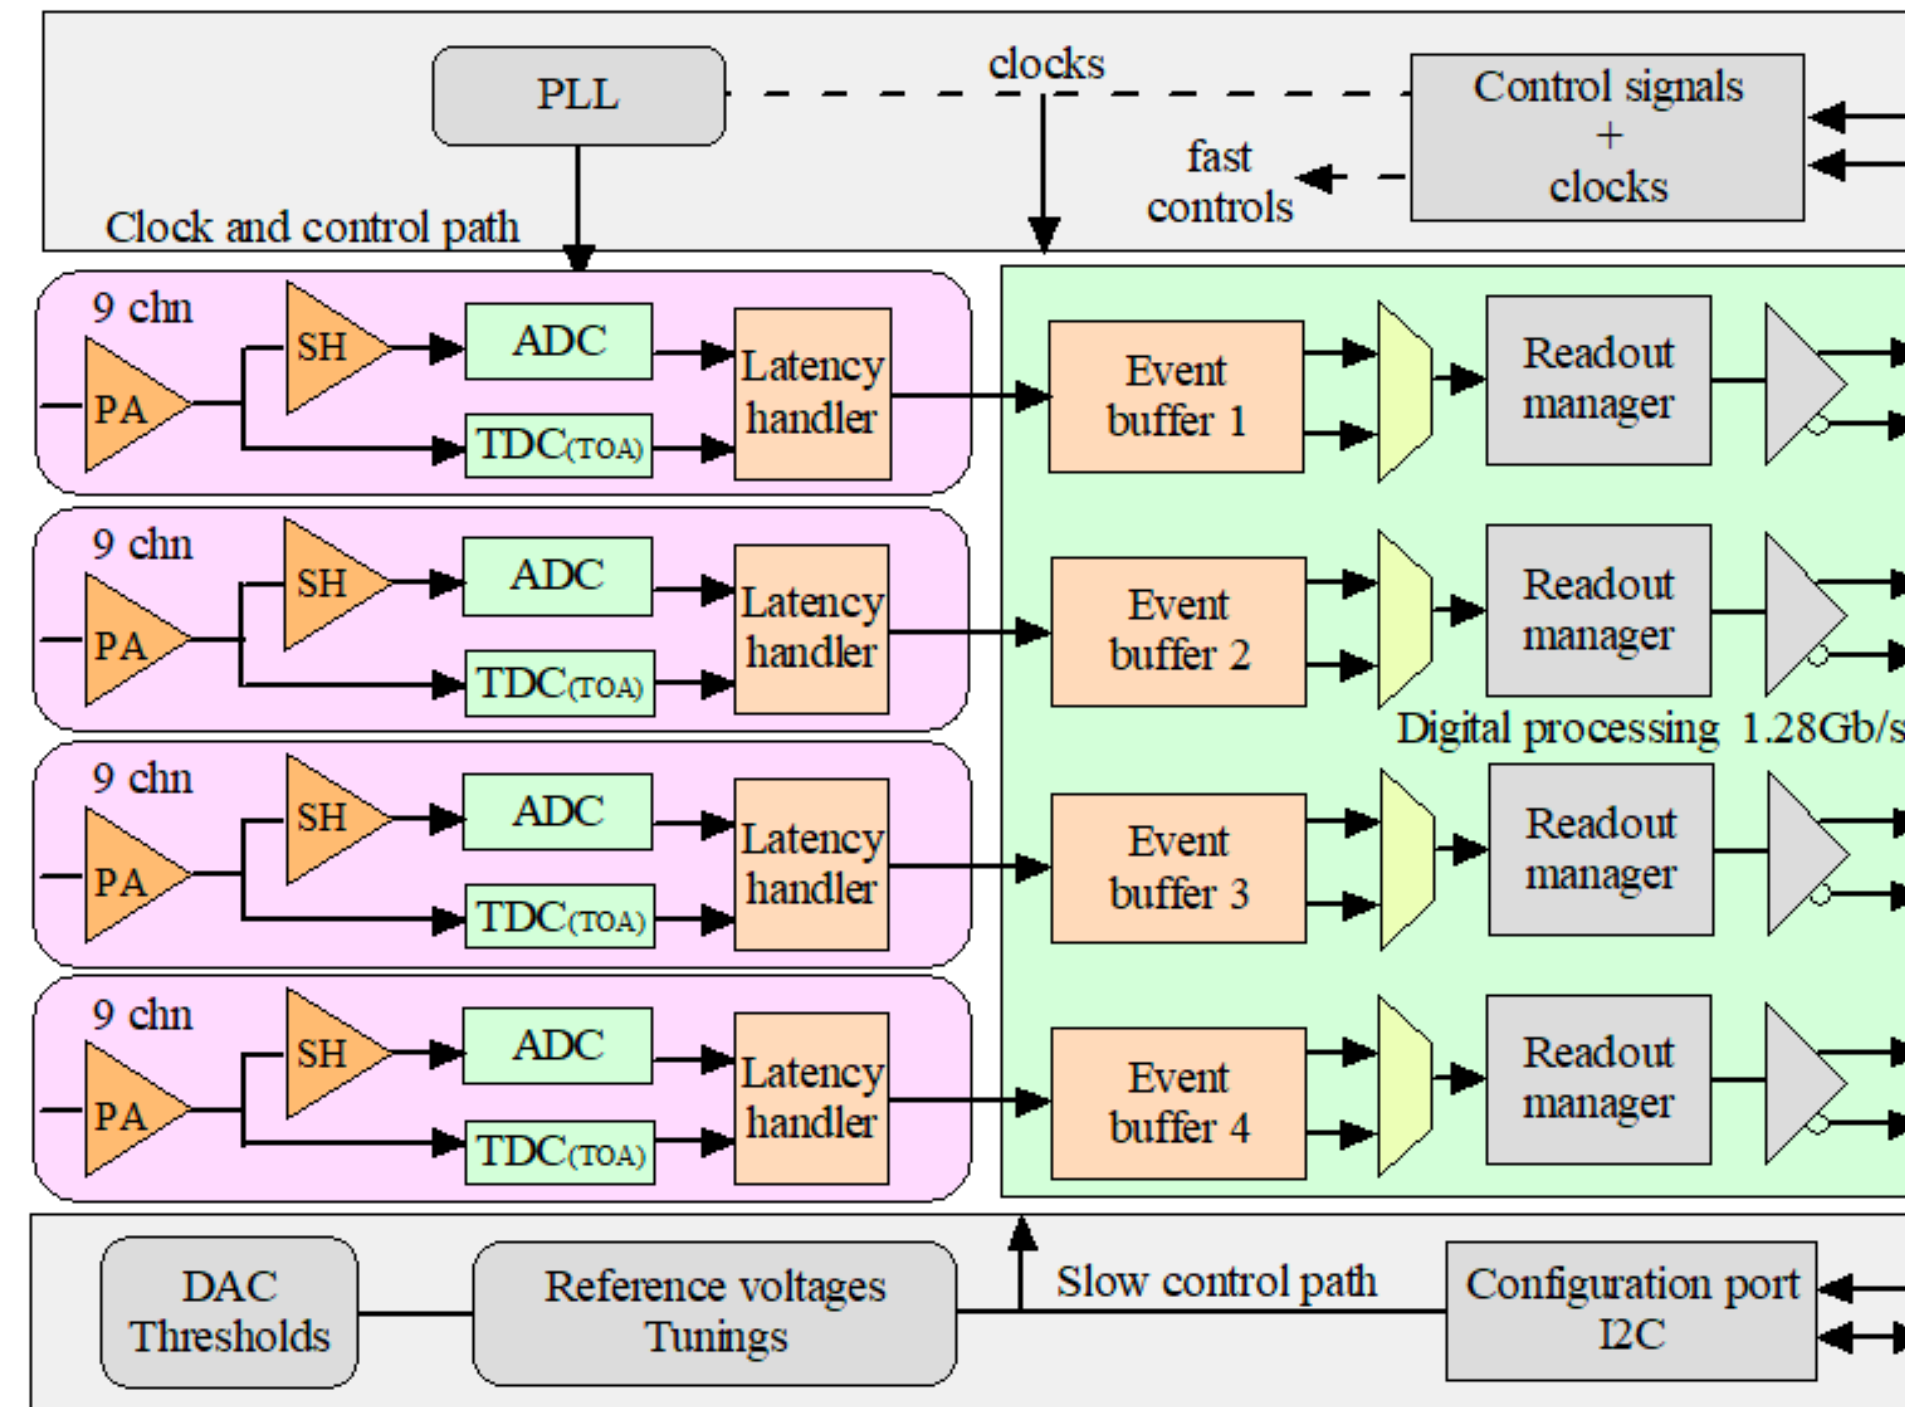 clocks
PLL
Control signals
+
clocks
fast
controls
Clock and control path
9 chn
PA
SH
ADC
TDC(TOA)
Latency
handler
Event
buffer 1
Readout
manager
9 chn
PA
SH
ADC
TDC(TOA)
Latency
handler
Event
buffer 2
Readout
manager
Digital processing 1.28Gb/s
9 chn
PA
SH
ADC
TDC(TOA)
Latency
handler
Event
buffer 3
Readout
manager
9 chn
PA
SH
ADC
TDC(TOA)
Latency
handler
Event
buffer 4
Readout
manager
DAC
Thresholds
Reference voltages
Tunings
Slow control path
Configuration port
I2C